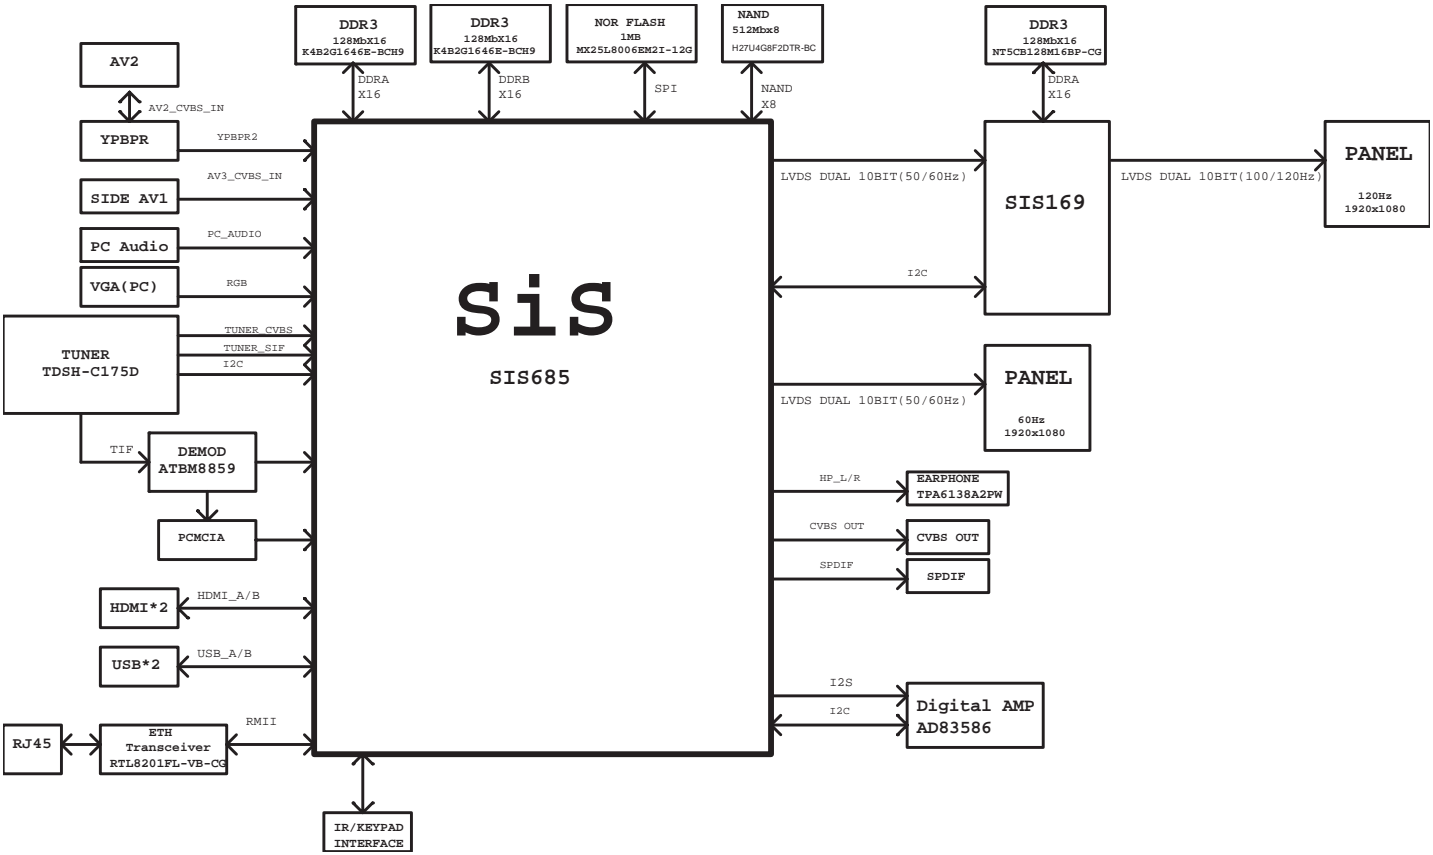 DDR3
128MbX16
K4B2G1646E-BCH9
DDR3
128MbX16
K4B2G1646E-BCH9
NOR FLASH
1MB
MX25L8006EM2I-12G
NAND
512Mbx8
H27U4G8F2DTR-BC
DDR3
128MbX16
NT5CB128M16BP-CG
DDRA
X16
DDRB
X16
SPI
NAND
X8
DDRA
X16
AV2
AV2_CVBS_IN
YPBPR
YPBPR2
SIDE AV1
AV3_CVBS_IN
PC Audio
PC_AUDIO
VGA(PC)
RGB
TUNER
TDSH-C175D
TUNER_CVBS
TUNER_SIF
I2C
TIF
DEMOD
ATBM8859
PCMCIA
HDMI*2
HDMI_A/B
USB*2
USB_A/B
RJ45
ETH
Transceiver
RTL8201FL-VB-CG
RMII
IR/KEYPAD
INTERFACE
SiS
SIS685
LVDS DUAL 10BIT(50/60Hz)
SIS169
I2C
LVDS DUAL 10BIT(100/120Hz)
PANEL
120Hz
1920x1080
LVDS DUAL 10BIT(50/60Hz)
PANEL
60Hz
1920x1080
HP_L/R
EARPHONE
TPA6138A2PW
CVBS OUT
CVBS OUT
SPDIF
SPDIF
I2S
I2C
Digital AMP
AD83586